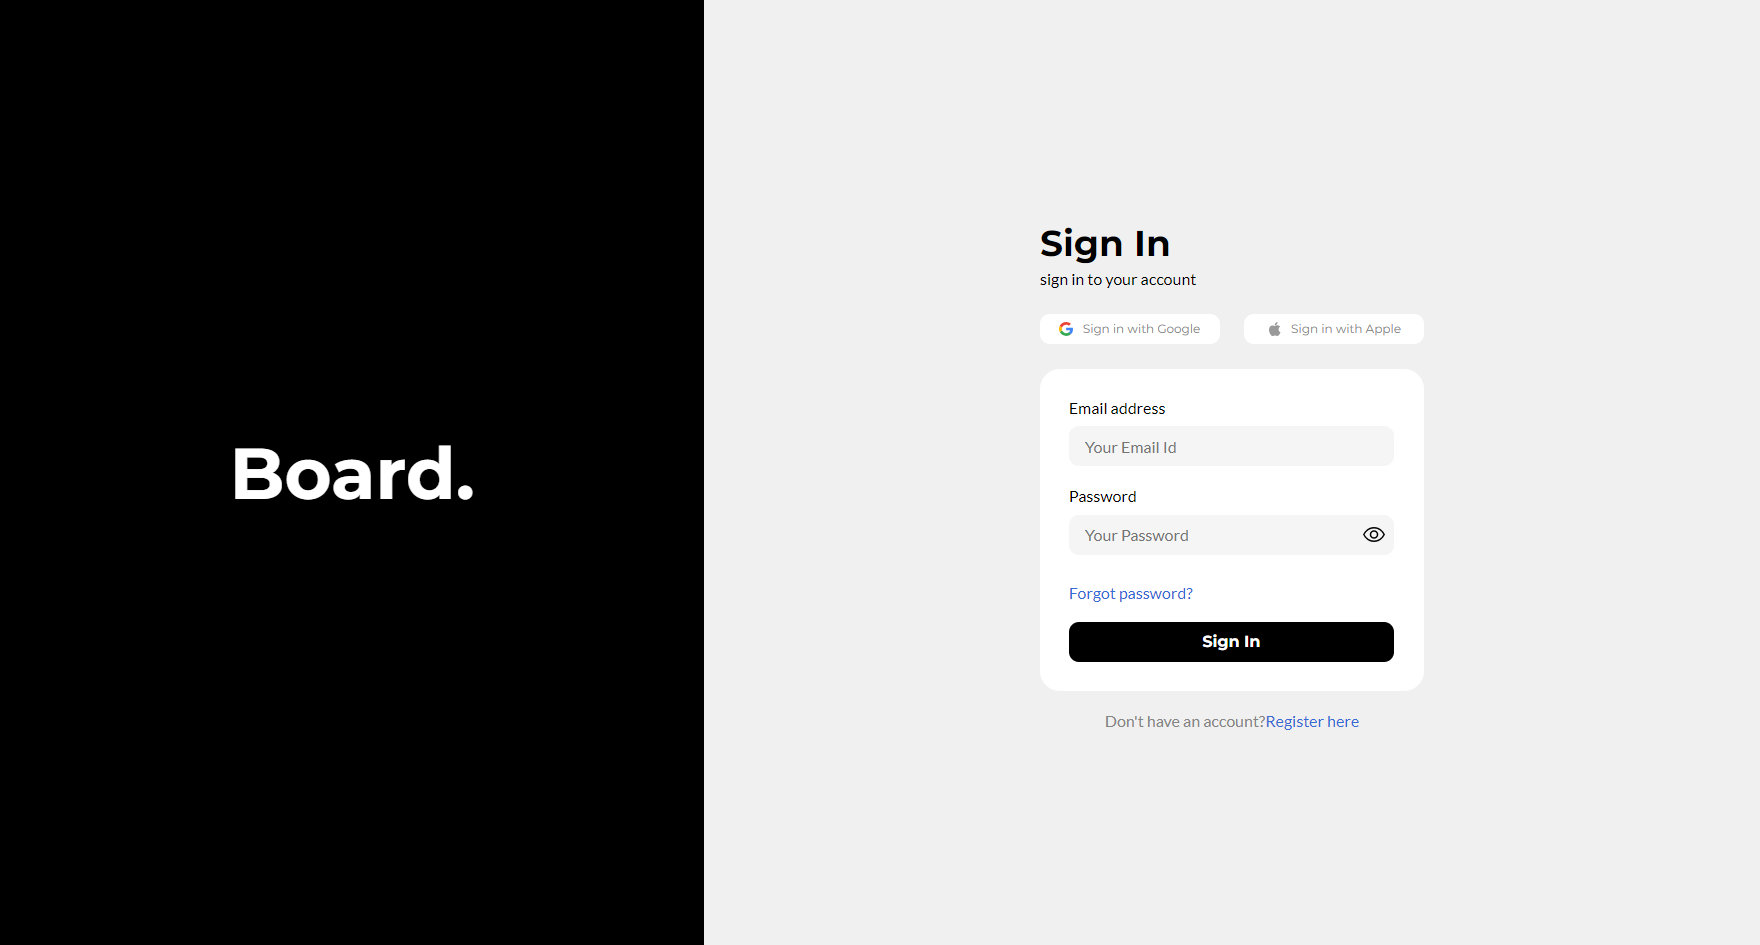 Board.
Sign In
sign in to your account
Sign in with Google
Sign in with Apple
Email address
Your Email Id
Password
Your Password
Forgot password?
Sign In
Don't have an account?Register here